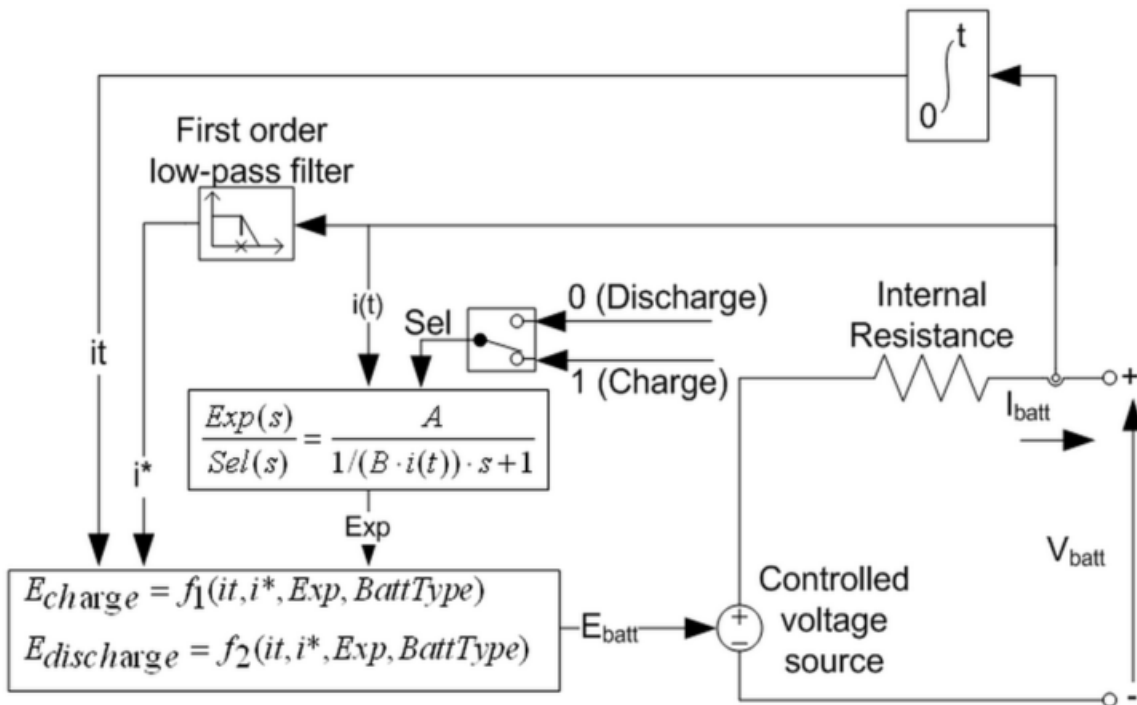 t
∫
0
First order
low-pass filter
i(t)
Sel
0 (Discharge)
1 (Charge)
Internal
Resistance
it
i*
Exp(s)/Sel(s) = A/(1/(B·i(t))·s+1)
I_batt
+
Exp
V_batt
E_charge = f_1(it,i*,Exp,BattType)
E_discharge = f_2(it,i*,Exp,BattType)
E_batt
+
−
Controlled
voltage
source
-